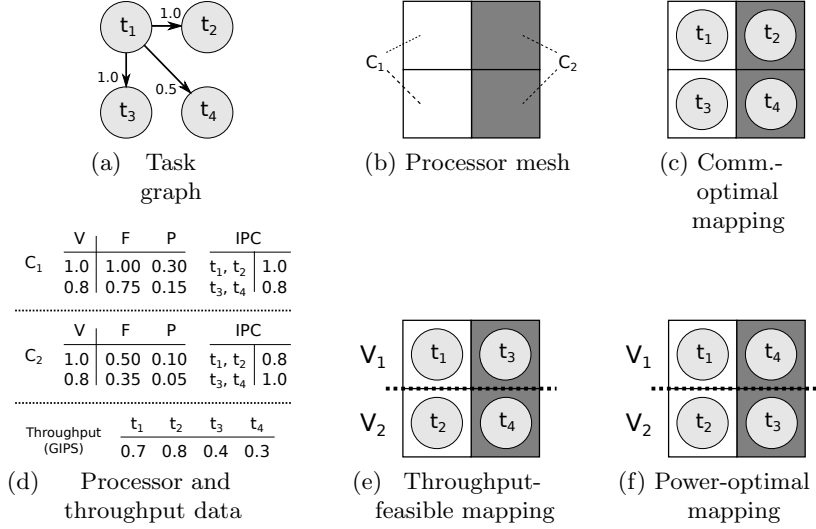 t1 1.0 t2
1.0 0.5
t3 t4
(a) Task graph
C1 C2
(b) Processor mesh
t1 t2
t3 t4
(c) Comm.-optimal mapping
V F P IPC
C1 1.0 1.00 0.30 t1, t2 1.0
0.8 0.75 0.15 t3, t4 0.8
V F P IPC
C2 1.0 0.50 0.10 t1, t2 0.8
0.8 0.35 0.05 t3, t4 1.0
t1 t2 t3 t4
Throughput (GIPS) 0.7 0.8 0.4 0.3
(d) Processor and throughput data
V1 t1 t3
V2 t2 t4
(e) Throughput-feasible mapping
V1 t1 t4
V2 t2 t3
(f) Power-optimal mapping